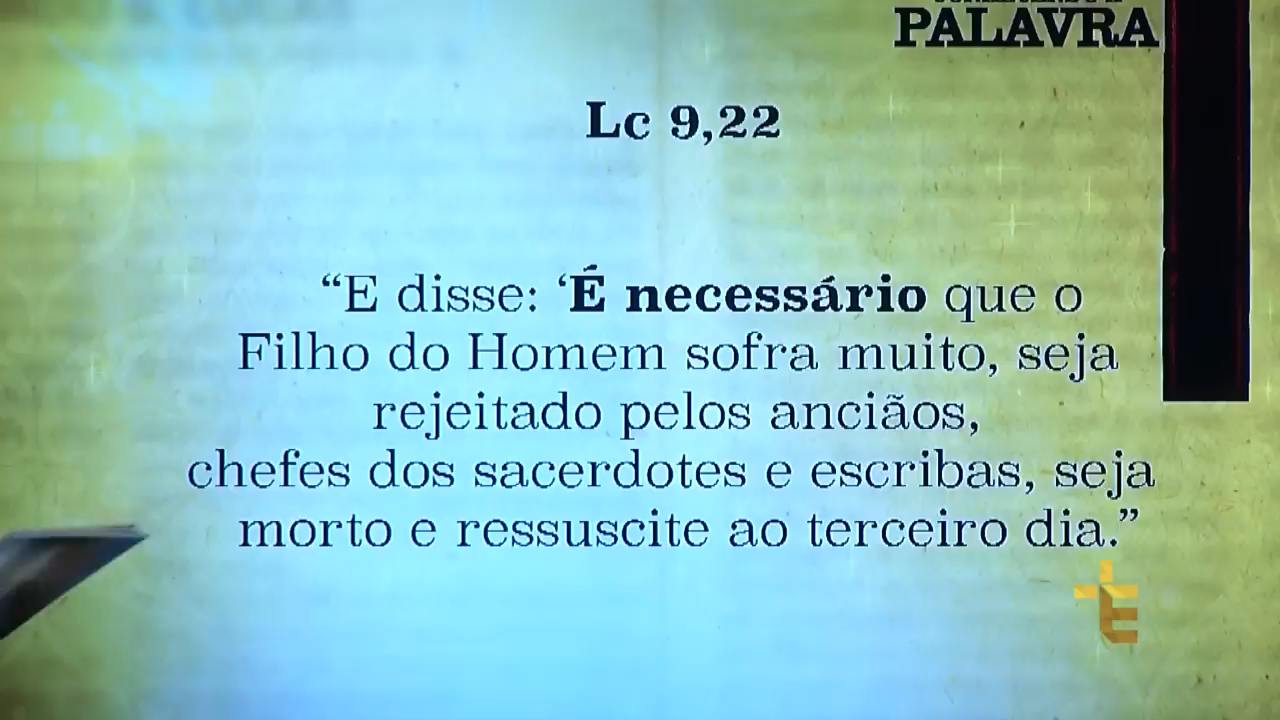 PALAVRA
Lc 9,22
“E disse: ‘É necessário que o
Filho do Homem sofra muito, seja
rejeitado pelos anciãos,
chefes dos sacerdotes e escribas, seja
morto e ressuscite ao terceiro dia.”